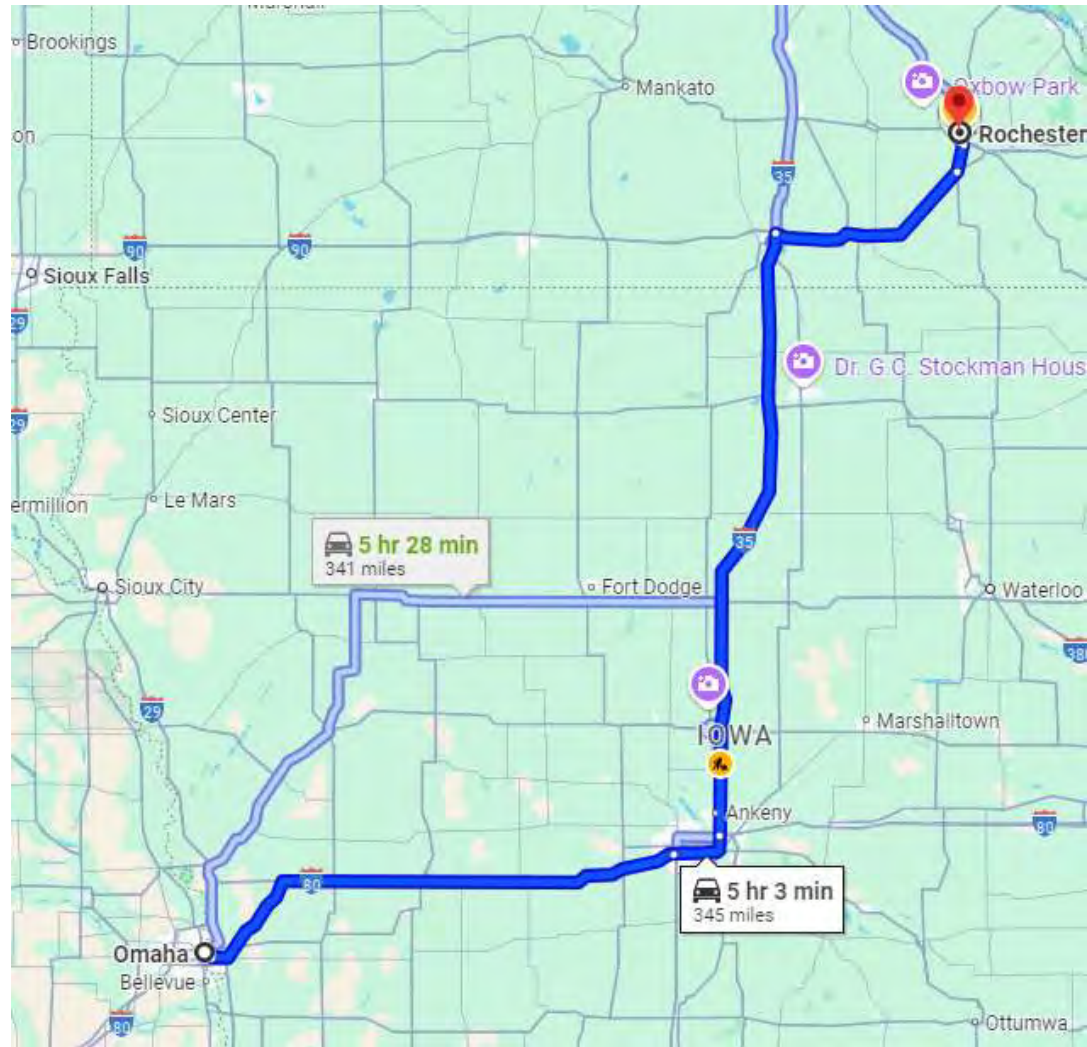 Brookings
Mankato
Oxbow Park
Rochester
on
35
90
90
Sioux Falls
29
Dr. G.C. Stockman Hous
Sioux Center
29
ermillion
Le Mars
35
5 hr 28 min
341 miles
Sioux City
Fort Dodge
Waterloo
380
29
Marshalltown
IOWA
Ankeny
80
80
5 hr 3 min
345 miles
Omaha
Bellevue
80
Ottumwa